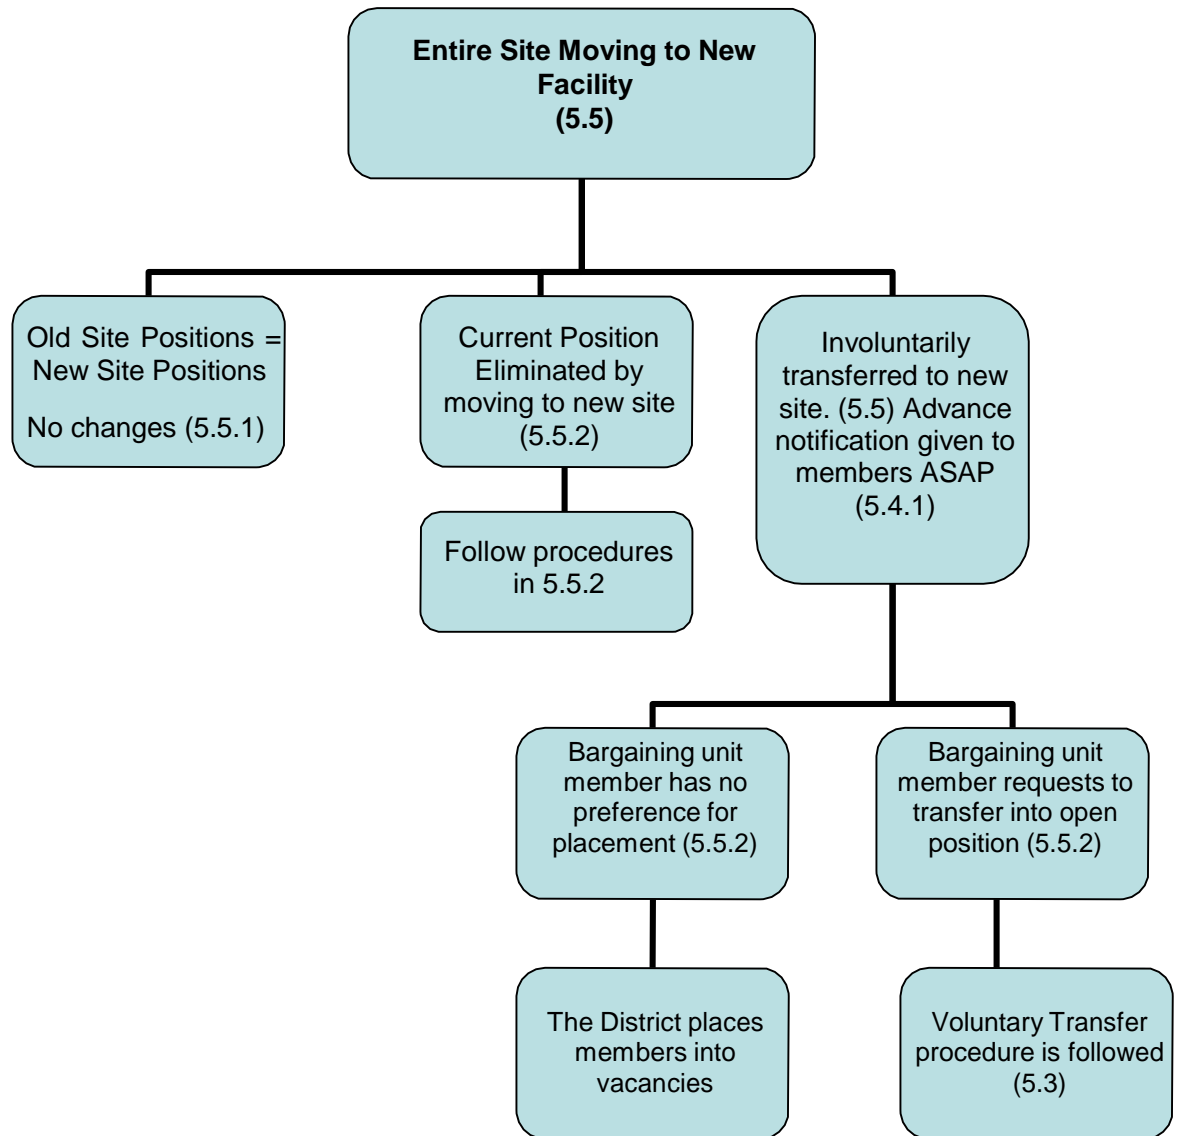 Entire Site Moving to New
Facility
(5.5)
Old Site Positions =
New Site Positions
No changes (5.5.1)
Current Position
Eliminated by
moving to new site
(5.5.2)
Involuntarily
transferred to new
site. (5.5) Advance
notification given to
members ASAP
(5.4.1)
Follow procedures
in 5.5.2
Bargaining unit
member has no
preference for
placement (5.5.2)
Bargaining unit
member requests to
transfer into open
position (5.5.2)
The District places
members into
vacancies
Voluntary Transfer
procedure is followed
(5.3)